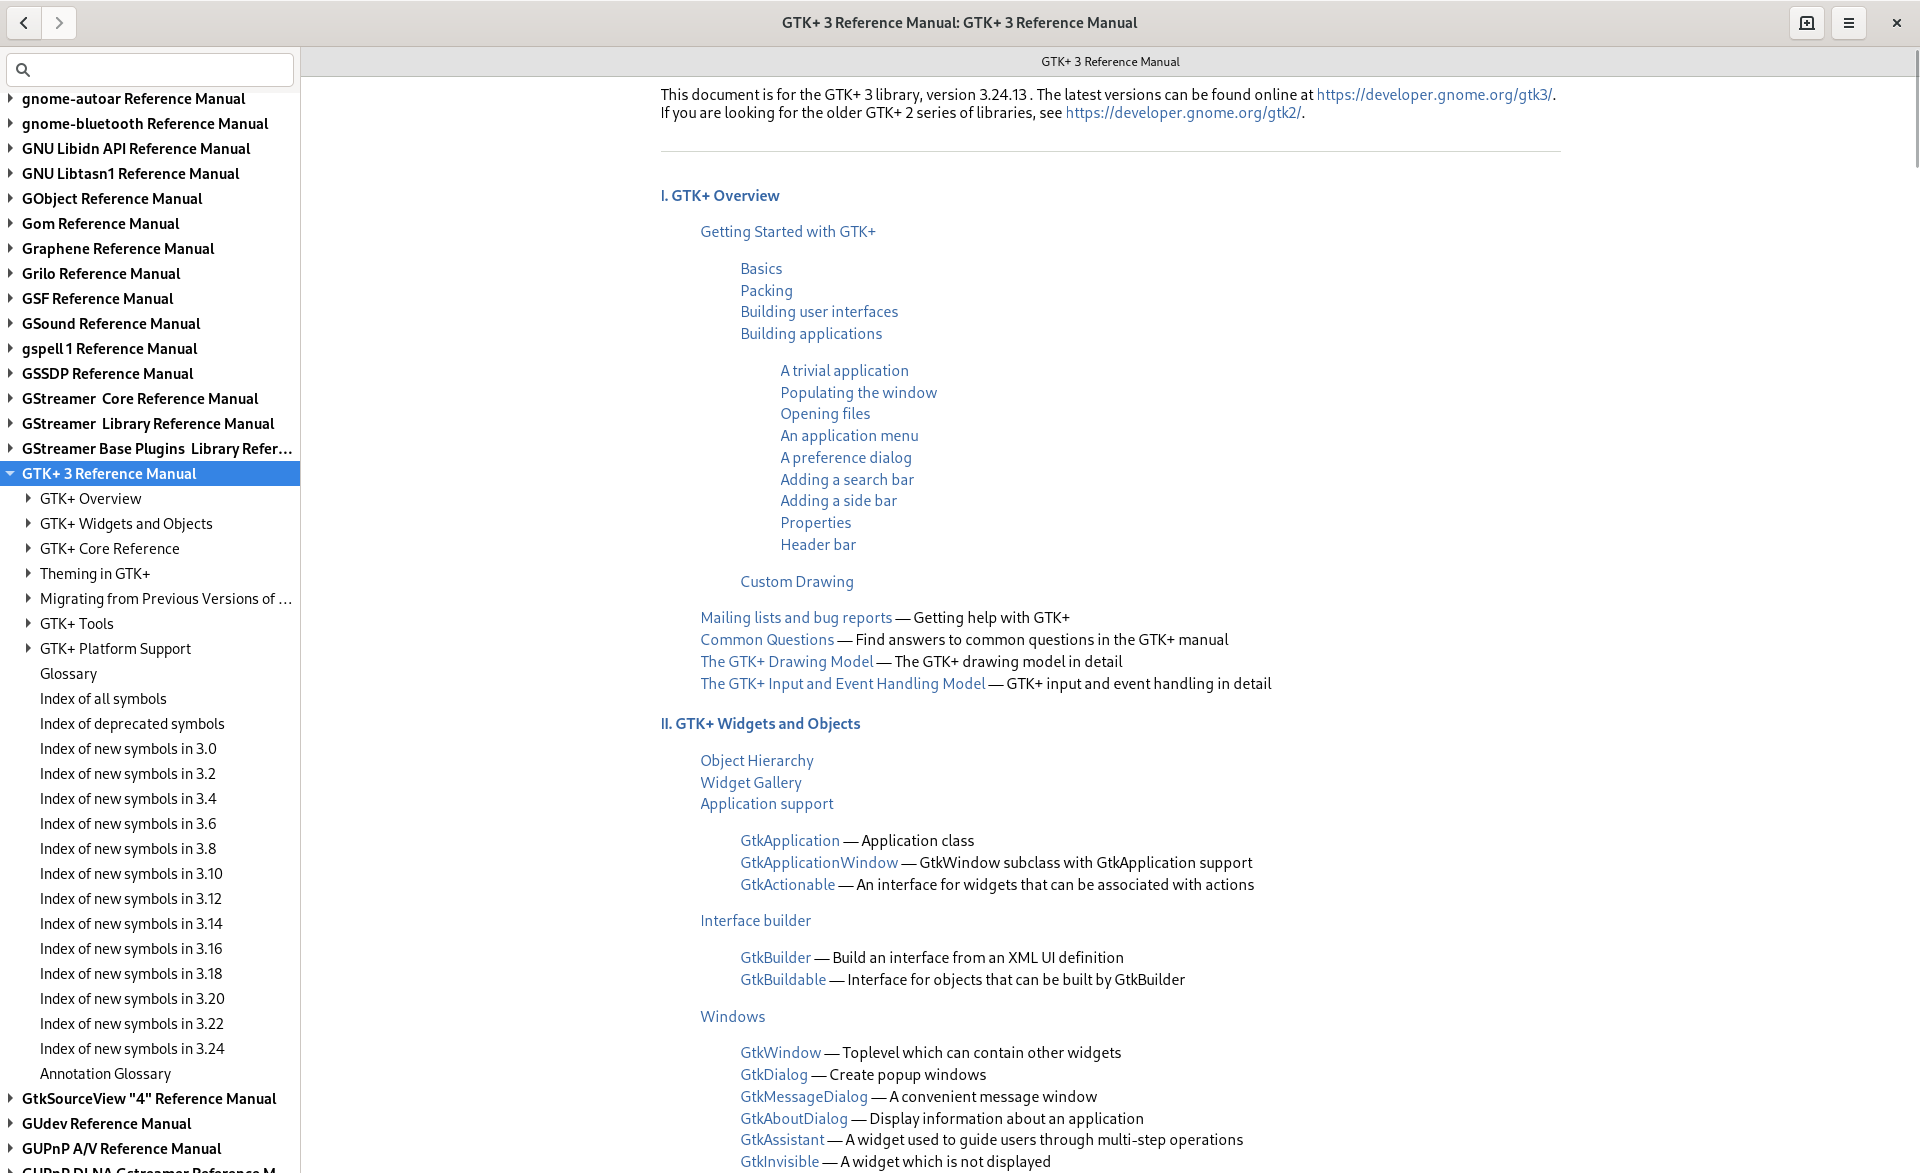 GTK+ 3 Reference Manual: GTK+ 3 Reference Manual
gnome-autoar Reference Manual
gnome-bluetooth Reference Manual
GNU Libidn API Reference Manual
GNU Libtasn1 Reference Manual
GObject Reference Manual
Gom Reference Manual
Graphene Reference Manual
Grilo Reference Manual
GSF Reference Manual
GSound Reference Manual
gspell 1 Reference Manual
GSSDP Reference Manual
GStreamer  Core Reference Manual
GStreamer  Library Reference Manual
GStreamer Base Plugins  Library Refer...
GTK+ 3 Reference Manual
GTK+ Overview
GTK+ Widgets and Objects
GTK+ Core Reference
Theming in GTK+
Migrating from Previous Versions of ...
GTK+ Tools
GTK+ Platform Support
Glossary
Index of all symbols
Index of deprecated symbols
Index of new symbols in 3.0
Index of new symbols in 3.2
Index of new symbols in 3.4
Index of new symbols in 3.6
Index of new symbols in 3.8
Index of new symbols in 3.10
Index of new symbols in 3.12
Index of new symbols in 3.14
Index of new symbols in 3.16
Index of new symbols in 3.18
Index of new symbols in 3.20
Index of new symbols in 3.22
Index of new symbols in 3.24
Annotation Glossary
GtkSourceView "4" Reference Manual
GUdev Reference Manual
GUPnP A/V Reference Manual
GUPnP DLNA Gstreamer Reference M...
GTK+ 3 Reference Manual
This document is for the GTK+ 3 library, version 3.24.13 . The latest versions can be found online at https://developer.gnome.org/gtk3/.
If you are looking for the older GTK+ 2 series of libraries, see https://developer.gnome.org/gtk2/.
I. GTK+ Overview
Getting Started with GTK+
Basics
Packing
Building user interfaces
Building applications
A trivial application
Populating the window
Opening files
An application menu
A preference dialog
Adding a search bar
Adding a side bar
Properties
Header bar
Custom Drawing
Mailing lists and bug reports — Getting help with GTK+
Common Questions — Find answers to common questions in the GTK+ manual
The GTK+ Drawing Model — The GTK+ drawing model in detail
The GTK+ Input and Event Handling Model — GTK+ input and event handling in detail
II. GTK+ Widgets and Objects
Object Hierarchy
Widget Gallery
Application support
GtkApplication — Application class
GtkApplicationWindow — GtkWindow subclass with GtkApplication support
GtkActionable — An interface for widgets that can be associated with actions
Interface builder
GtkBuilder — Build an interface from an XML UI definition
GtkBuildable — Interface for objects that can be built by GtkBuilder
Windows
GtkWindow — Toplevel which can contain other widgets
GtkDialog — Create popup windows
GtkMessageDialog — A convenient message window
GtkAboutDialog — Display information about an application
GtkAssistant — A widget used to guide users through multi-step operations
GtkInvisible — A widget which is not displayed